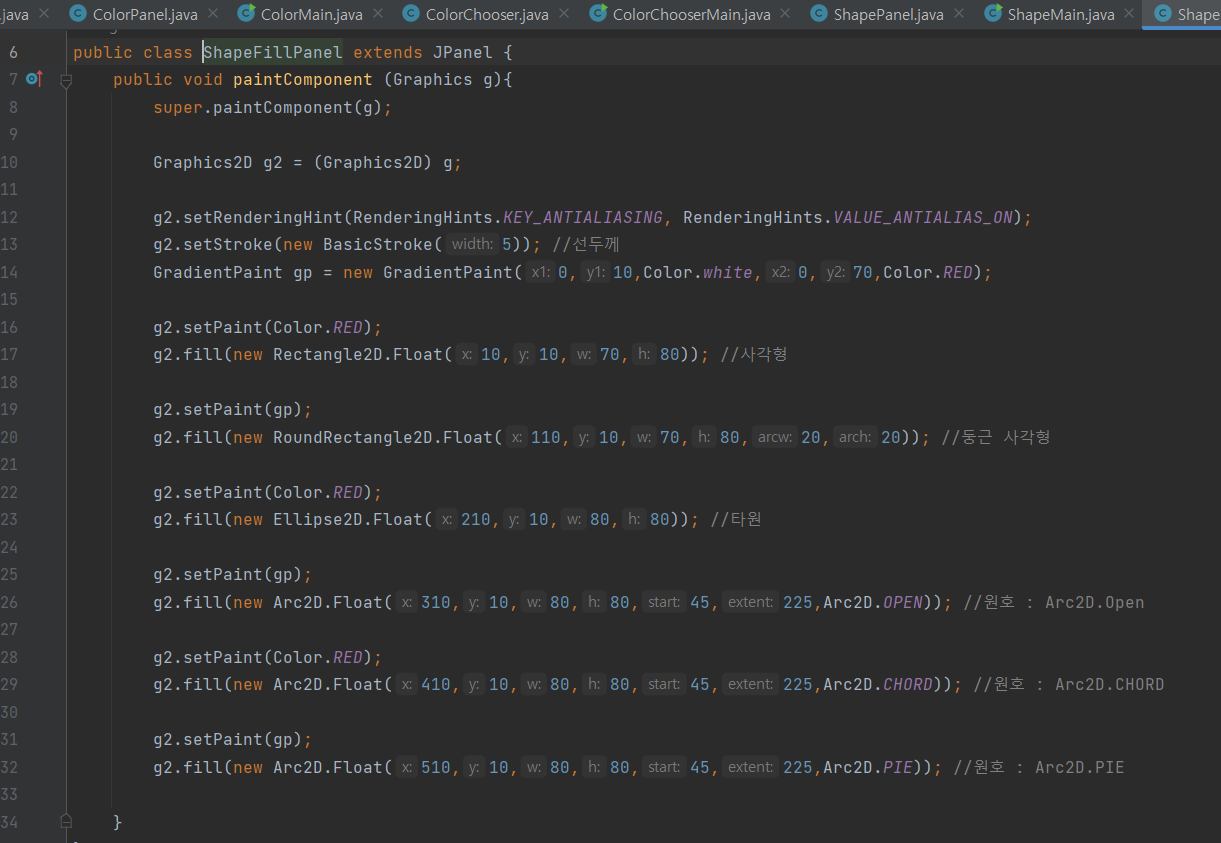 .java ColorPanel.java ColorMain.java ColorChooser.java ColorChooserMain.java ShapePanel.java ShapeMain.java Shape
6 public class ShapeFillPanel extends JPanel {
7 public void paintComponent (Graphics g){
8 super.paintComponent(g);
9
10 Graphics2D g2 = (Graphics2D) g;
11
12 g2.setRenderingHint(RenderingHints.KEY_ANTIALIASING, RenderingHints.VALUE_ANTIALIAS_ON);
13 g2.setStroke(new BasicStroke( width: 5)); //선두께
14 GradientPaint gp = new GradientPaint( x1: 0, y1: 10,Color.white, x2: 0, y2: 70,Color.RED);
15
16 g2.setPaint(Color.RED);
17 g2.fill(new Rectangle2D.Float( x: 10, y: 10, w: 70, h: 80)); //사각형
18
19 g2.setPaint(gp);
20 g2.fill(new RoundRectangle2D.Float( x: 110, y: 10, w: 70, h: 80, arcw: 20, arch: 20)); //둥근 사각형
21
22 g2.setPaint(Color.RED);
23 g2.fill(new Ellipse2D.Float( x: 210, y: 10, w: 80, h: 80)); //타원
24
25 g2.setPaint(gp);
26 g2.fill(new Arc2D.Float( x: 310, y: 10, w: 80, h: 80, start: 45, extent: 225,Arc2D.OPEN)); //원호 : Arc2D.Open
27
28 g2.setPaint(Color.RED);
29 g2.fill(new Arc2D.Float( x: 410, y: 10, w: 80, h: 80, start: 45, extent: 225,Arc2D.CHORD)); //원호 : Arc2D.CHORD
30
31 g2.setPaint(gp);
32 g2.fill(new Arc2D.Float( x: 510, y: 10, w: 80, h: 80, start: 45, extent: 225,Arc2D.PIE)); //원호 : Arc2D.PIE
33
34 }